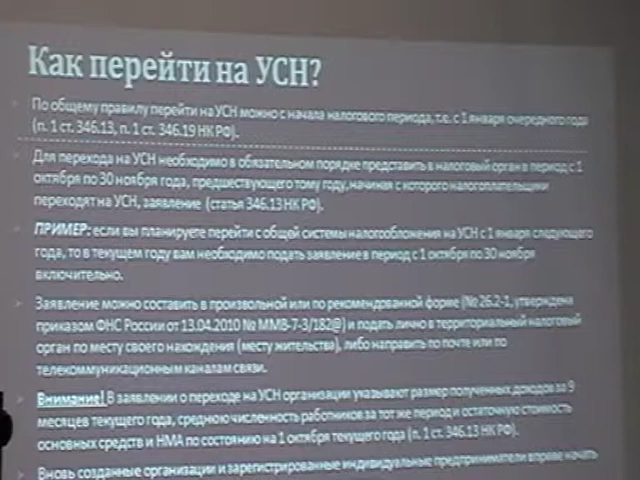 Как перейти на УСН?
По общему правилу перейти на УСН можно с начала налогового периода, т.е. с 1 января очередного года
(п. 1 ст. 346.13, п. 1 ст. 346.19 НК РФ).
Для перехода на УСН необходимо в обязательном порядке представить в налоговый орган в период с 1
октября по 30 ноября года, предшествующего тому году, начиная с которого налогоплательщики
переходят на УСН, заявление (статья 346.13 НК РФ).
ПРИМЕР: если вы планируете перейти с общей системы налогообложения на УСН с 1 января следующего
года, то в текущем году вам необходимо подать заявление в период с 1 октября по 30 ноября
включительно.
Заявление можно составить в произвольной или по рекомендованной форме (№ 26.2-1, утверждена
приказом ФНС России от 13.04.2010 № ММВ-7-3/182@) и подать лично в территориальный налоговый
орган по месту своего нахождения (месту жительства), либо направить по почте или по
телекоммуникационным каналам связи.
Внимание! В заявлении о переходе на УСН организации указывают размер полученных доходов за 9
месяцев текущего года, среднюю численность работников за тот же период и остаточную стоимость
основных средств и НМА по состоянию на 1 октября текущего года (п. 1 ст. 346.13 НК РФ).
Вновь созданные организации и зарегистрированные индивидуальные предприниматели вправе начать